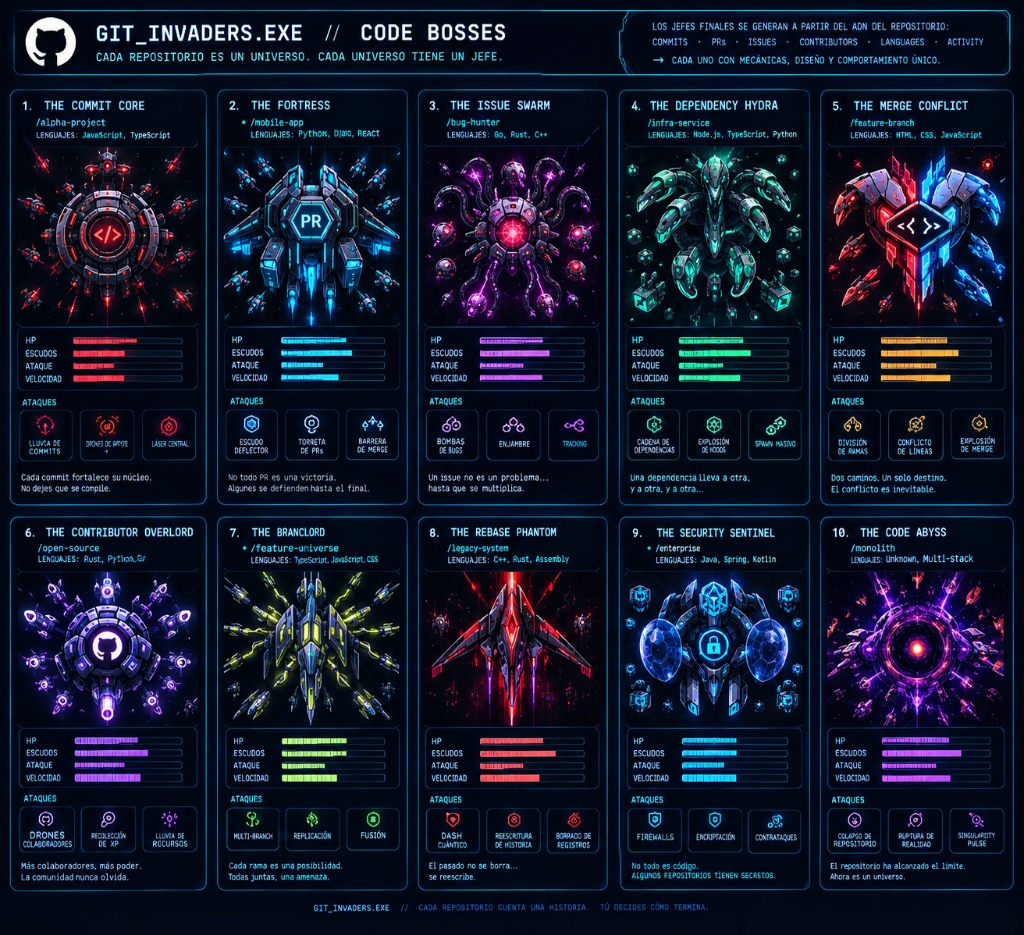 GIT_INVADERS.EXE // CODE BOSSES
CADA REPOSITORIO ES UN UNIVERSO. CADA UNIVERSO TIENE UN JEFE.
LOS JEFES FINALES SE GENERAN A PARTIR DEL ADN DEL REPOSITORIO:
COMMITS · PRs · ISSUES · CONTRIBUTORS · LANGUAGES · ACTIVITY
→ CADA UNO CON MECÁNICAS, DISEÑO Y COMPORTAMIENTO ÚNICO.
1. THE COMMIT CORE
/alpha-project
LENGUAJES: JavaScript, TypeScript
</>
HP
ESCUDOS
ATAQUE
VELOCIDAD
ATAQUES
LLUVIA DE
COMMITS
DRONES DE
LÁSER CENTRAL
Cada commit fortalece su núcleo.
No dejes que se compile.
2. THE FORTRESS
/mobile-app
LENGUAJES: Python, React
PR
HP
ESCUDOS
ATAQUE
VELOCIDAD
ATAQUES
ESCUDO
DEFLECTOR
TORRETA
DE PRs
BARRERA
DE MERGE
No todo PR es una victoria.
Algunes se defienden hasta el final.
3. THE ISSUE SWARM
/bug-hunter
LENGUAJES: Go, Rust, C++
HP
ESCUDOS
ATAQUE
VELOCIDAD
ATAQUES
BOMBAS
DE BUGS
ENJAMBRE
TRACKING
Un issue no es un problema...
hasta que se multiplica.
4. THE DEPENDENCY HYDRA
/infra-service
LENGUAJES: Node.js, TypeScript, Python
HP
ESCUDOS
ATAQUE
VELOCIDAD
ATAQUES
CADENA DE
DEPENDENCIAS
EXPLOSIÓN
DE NODOS
SPAWN MASIVO
Una dependencia lleva a otra,
y a otra, y a otra...
5. THE MERGE CONFLICT
/feature-branch
LENGUAJES: HTML, CSS, JavaScript
< >
HP
ESCUDOS
ATAQUE
VELOCIDAD
ATAQUES
DIVISIÓN
DE RAMAS
CONFLICTO
DE LÍNEAS
EXPLOSIÓN
DE MERGE
Dos caminos. Un solo destino.
El conflicto es inevitable.
6. THE CONTRIBUTOR OVERLORD
/open-source
LENGUAJES: Rust, Python,
HP
ESCUDOS
ATAQUE
VELOCIDAD
ATAQUES
DRONES
COLABORADORES
RECOLECCIÓN
DE XP
LLUVIA DE
RECURSOS
Más colaboradores, más poder.
La comunidad nunca olvida.
7. THE BRANCLORD
/feature-universe
LENGUAJES: TypeScript, JavaScript, CSS
HP
ESCUDOS
ATAQUE
VELOCIDAD
ATAQUES
MULTI-BRANCH
REPLICACIÓN
FUSIÓN
Cada rama es una posibilidad.
Todas juntas, una amenaza.
8. THE REBASE PHANTOM
/legacy-system
LENGUAJES: C++, Rust, Assembly
HP
ESCUDOS
ATAQUE
VELOCIDAD
ATAQUES
DASH
CUÁNTICO
REESCRITURA
DE HISTORIA
BORRADO DE
REGISTROS
El pasado no se borra...
se reescribe.
9. THE SECURITY SENTINEL
/enterprise
LENGUAJES: Java, Spring, Kotlin
HP
ESCUDOS
ATAQUE
VELOCIDAD
ATAQUES
FIREWALLS
ENCRIPTACIÓN
CONTRATAQUES
No todo es código.
ALGUNOS REPOSITORIOS TIENEN SECRETOS.
10. THE CODE ABYSS
/monolith
LENGUAJES: Unknown, Multi-stack
HP
ESCUDOS
ATAQUE
VELOCIDAD
ATAQUES
COLAPSO DE
REPOSITORIO
RUPTURA DE
REALIDAD
SINGULARITY
PULSE
El repositorio ha alcanzado el límite.
Ahora es un universo.
GIT_INVADERS.EXE // CADA REPOSITORIO CUENTA UNA HISTORIA. TÚ DECIDES CÓMO TERMINA.